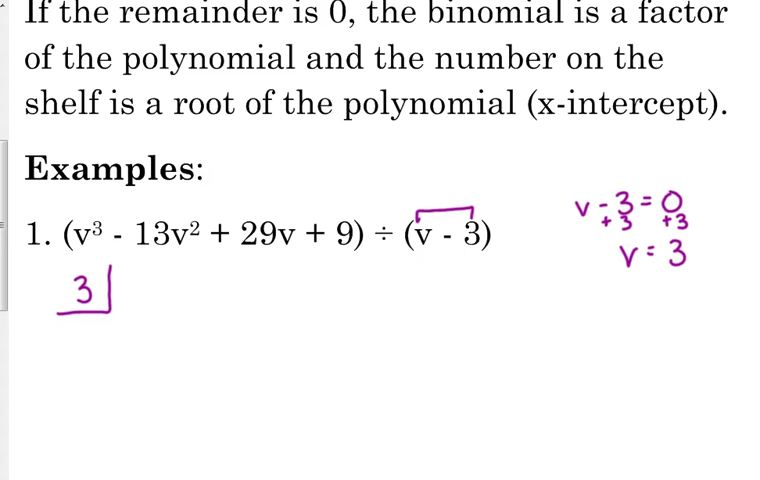 If the remainder is 0, the binomial is a factor
of the polynomial and the number on the
shelf is a root of the polynomial (x-intercept).
Examples:
1. (v³ - 13v² + 29v + 9) ÷ (v - 3)
3
v - 3 = 0
+ 3 +3
v = 3